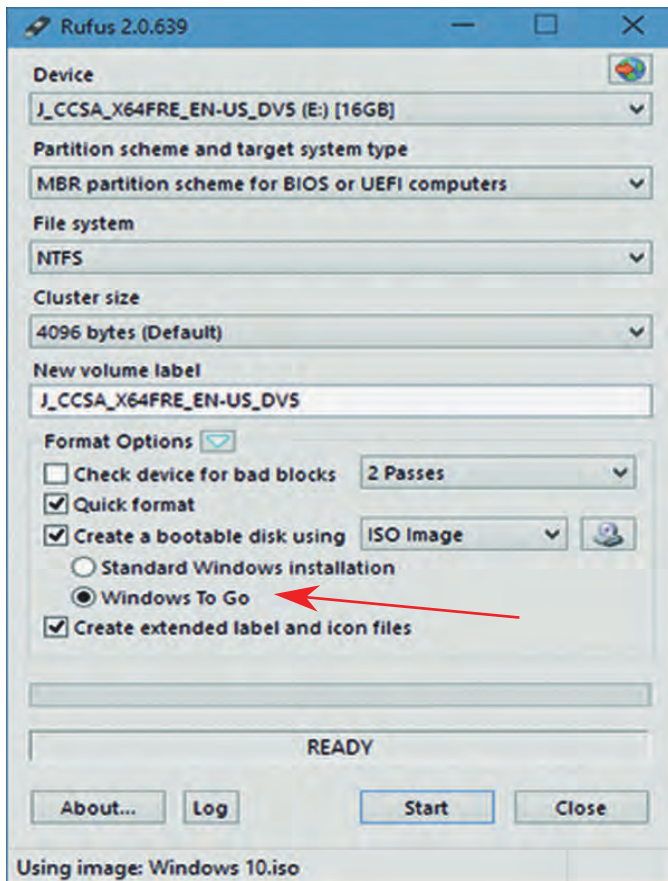 Rufus 2.0.639
Device
J_CCSA_X64FRE_EN-US_DV5 (E:) [16GB]
Partition scheme and target system type
MBR partition scheme for BIOS or UEFI computers
File system
NTFS
Cluster size
4096 bytes (Default)
New volume label
J_CCSA_X64FRE_EN-US_DV5
Format Options
Check device for bad blocks 2 Passes
Quick format
Create a bootable disk using ISO Image
Standard Windows installation
Windows To Go
Create extended label and icon files
READY
About... Log Start Close
Using image: Windows 10.iso